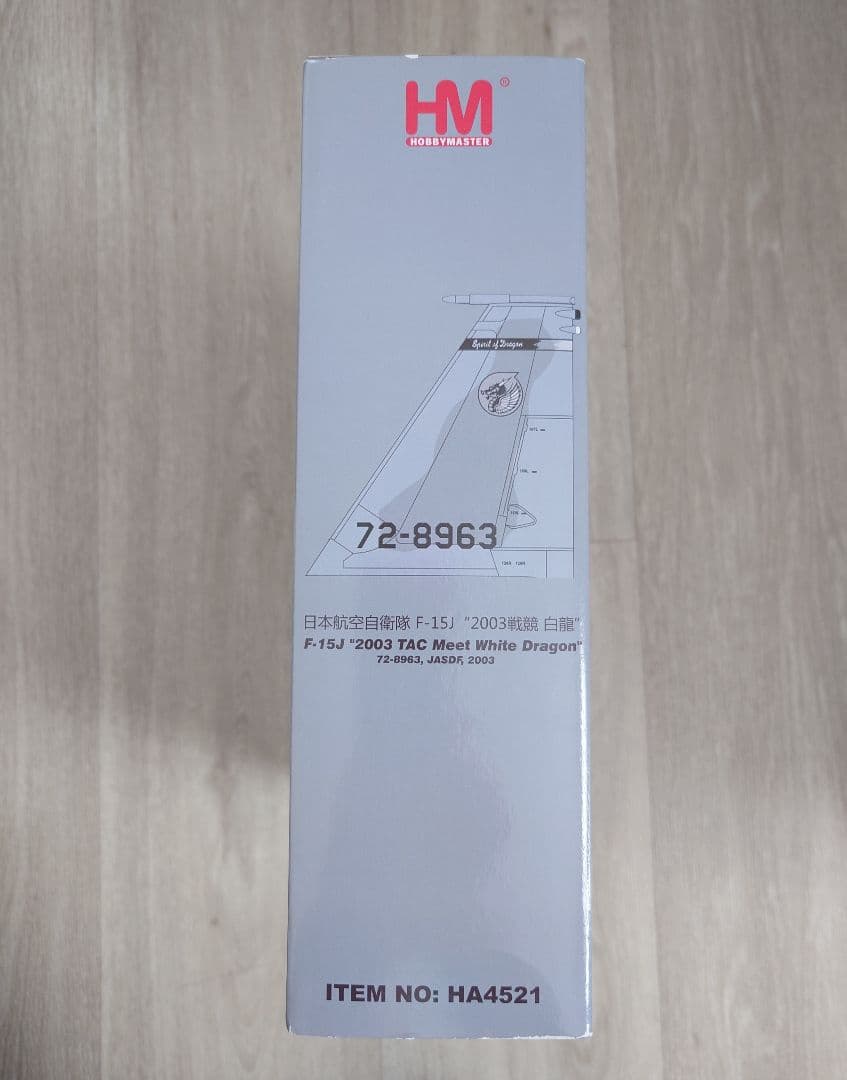 HM®
HOBBYMASTER
Spirit of Dragon
72-8963
日本航空自衛隊 F-15J "2003戦競 白龍"
F-15J "2003 TAC Meet White Dragon"
72-8963, JASDF, 2003
ITEM NO: HA4521